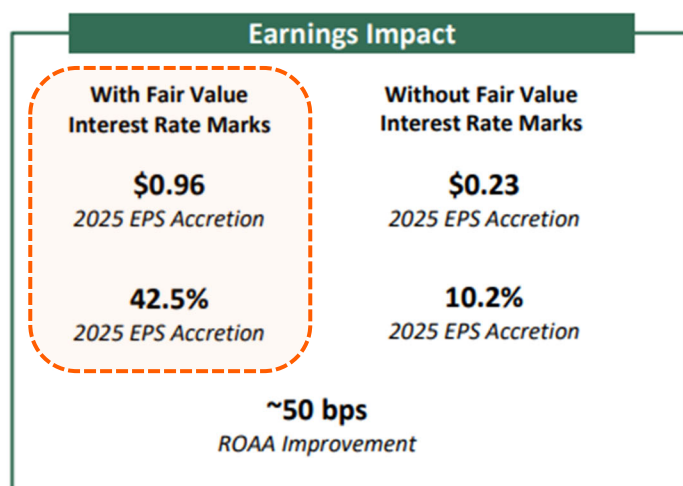 Earnings Impact
With Fair Value
Interest Rate Marks
$0.96
2025 EPS Accretion
42.5%
2025 EPS Accretion
Without Fair Value
Interest Rate Marks
$0.23
2025 EPS Accretion
10.2%
2025 EPS Accretion
~50 bps
ROAA Improvement